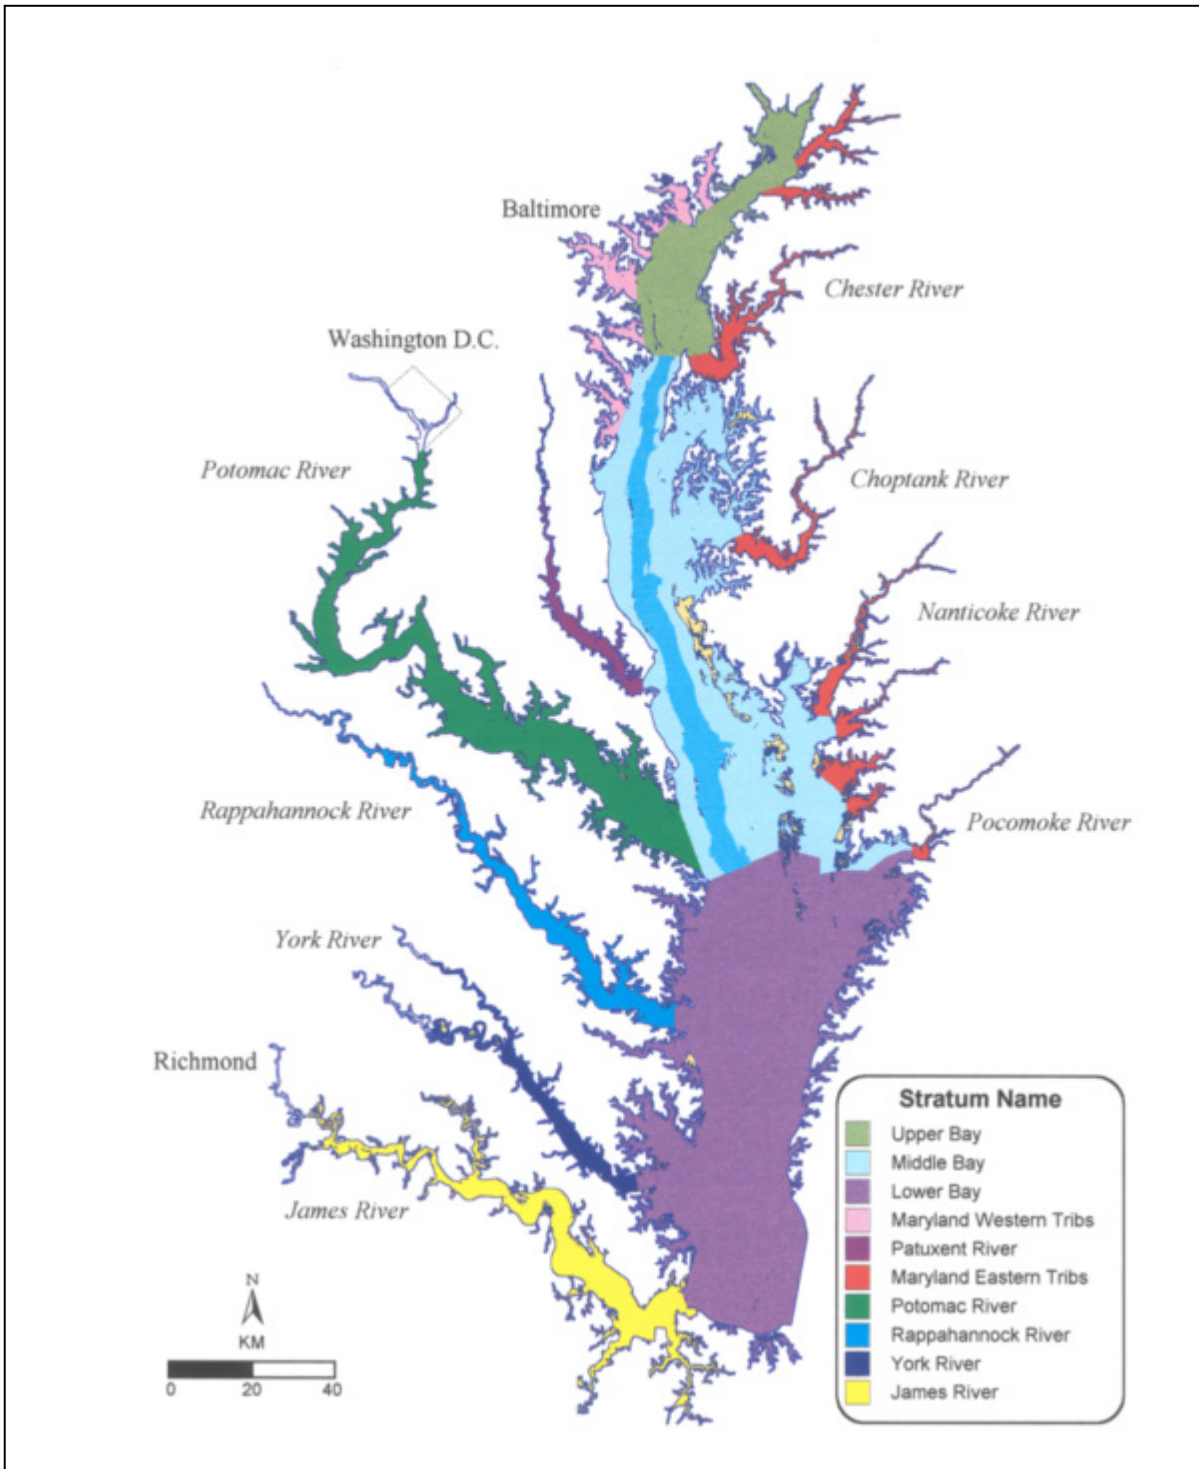 Baltimore
Chester River
Washington D.C.
Potomac River
Choptank River
Nanticoke River
Rappahannock River
Pocomoke River
York River
Richmond
James River
N
KM
0 20 40
Stratum Name
Upper Bay
Middle Bay
Lower Bay
Maryland Western Tribs
Patuxent River
Maryland Eastern Tribs
Potomac River
Rappahannock River
York River
James River